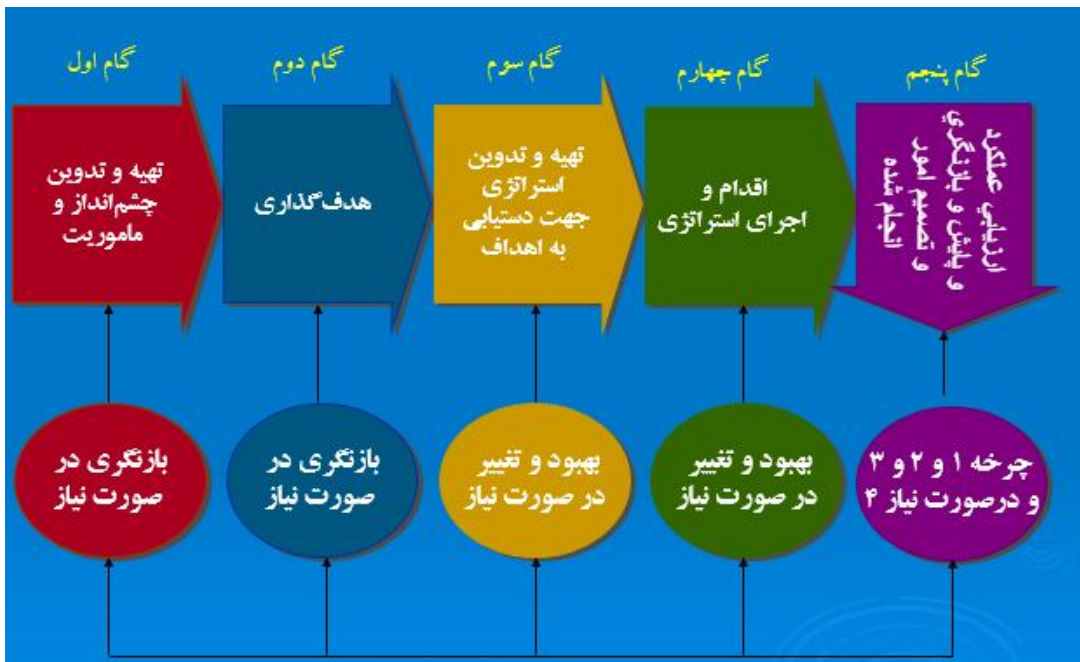 گام اول
گام دوم
گام سوم
گام چهارم
گام پنجم
تهیه و تدوین
چشم‌انداز و
ماموریت
هدف‌گذاری
تهیه و تدوین
استراتژی
جهت دستیابی
به اهداف
اقدام و
اجرای استراتژی
ارزیابي عملکرد
و پایش و بازنگري
و تصمیم امور
انجام شده
بازنگری در
صورت نیاز
بازنگری در
صورت نیاز
بهبود و تغییر
در صورت نیاز
بهبود و تغییر
در صورت نیاز
چرخه ۱ و ۲ و ۳
و درصورت نیاز ۴